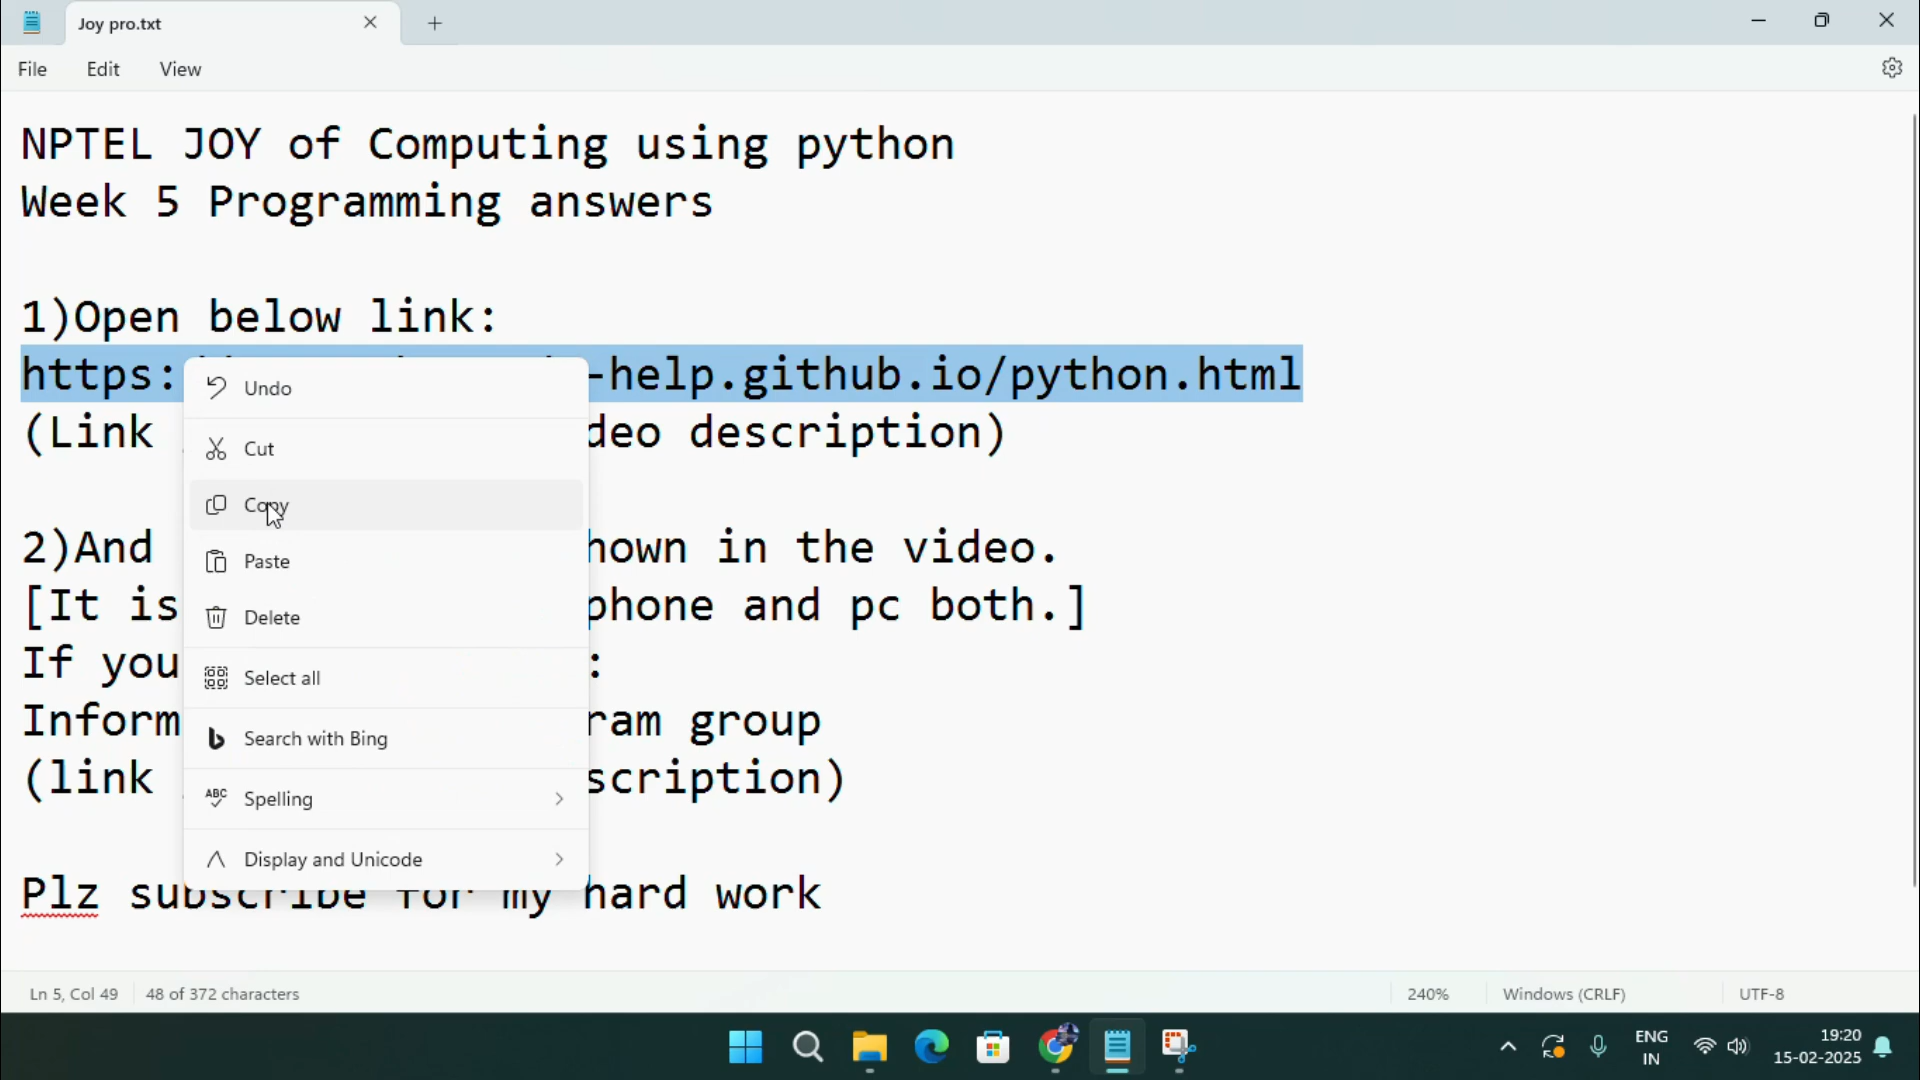 Joy pro.txt
File Edit View
NPTEL JOY of Computing using python
Week 5 Programming answers
1)Open below link:
https: -help.github.io/python.html
(Link deo description)
2)And hown in the video.
[It is phone and pc both.]
If you :
Inform ram group
(link scription)
Plz subscribe for my hard work
Undo
Cut
Copy
Paste
Delete
Select all
Search with Bing
ABC Spelling
Display and Unicode
Ln 5, Col 49 48 of 372 characters 240% Windows (CRLF) UTF-8
ENG
IN
19:20
15-02-2025